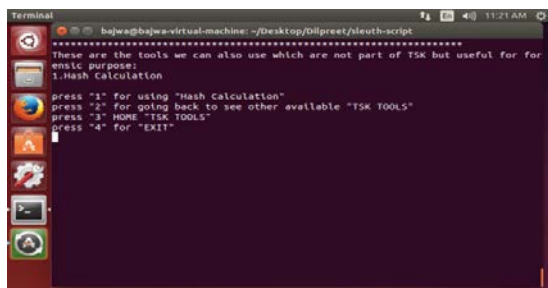 Terminal
En
11:21 AM
bajwa@bajwa-virtual-machine: ~/Desktop/Dilpreet/sleuth-script
****************************************************************************
These are the tools we can also use which are not part of TSK but useful for for
ensic purpose:
1.Hash Calculation
press "1" for using "Hash Calculation"
press "2" for going back to see other available "TSK TOOLS"
press "3" HOME "TSK TOOLS"
press "4" for "EXIT"